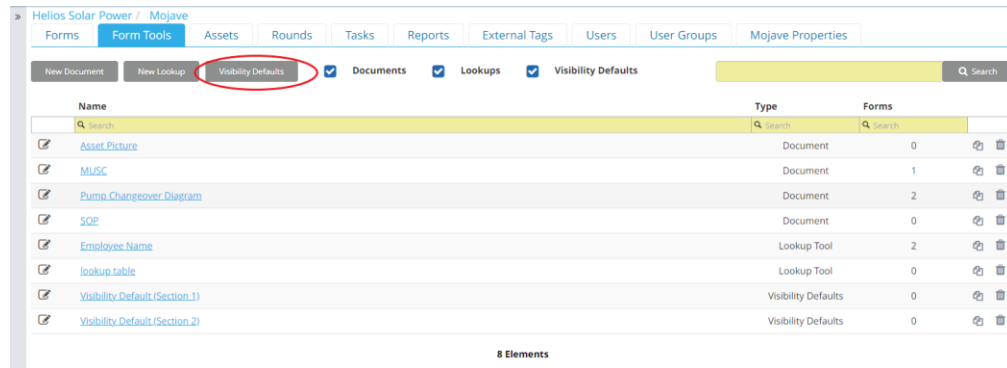 » Helios Solar Power / Mojave
Forms Form Tools Assets Rounds Tasks Reports External Tags Users User Groups Mojave Properties
New Document New Lookup Visibility Defaults Documents Lookups Visibility Defaults Search
Name Type Forms
Search Search Search
Asset Picture Document 0
MUSC Document 1
Pump Changeover Diagram Document 2
SOP Document 0
Employee Name Lookup Tool 2
lookup table Lookup Tool 0
Visibility Default (Section 1) Visibility Defaults 0
Visibility Default (Section 2) Visibility Defaults 0
8 Elements